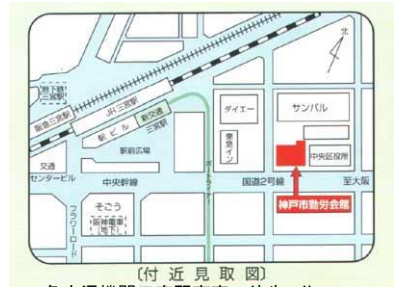 北
地下鉄
三宮駅
阪急三宮駅
JR三宮駅
駅ビル
新交通
三宮駅
ダイエー
サンパル
東急イン
中央区役所
駅前広場
ポートライナー
交通
センタービル
中央幹線
国道2号線
至大阪
フラワーロード
そごう
阪神電車
(地下)
神戸市勤労会館
〔付近見取図〕